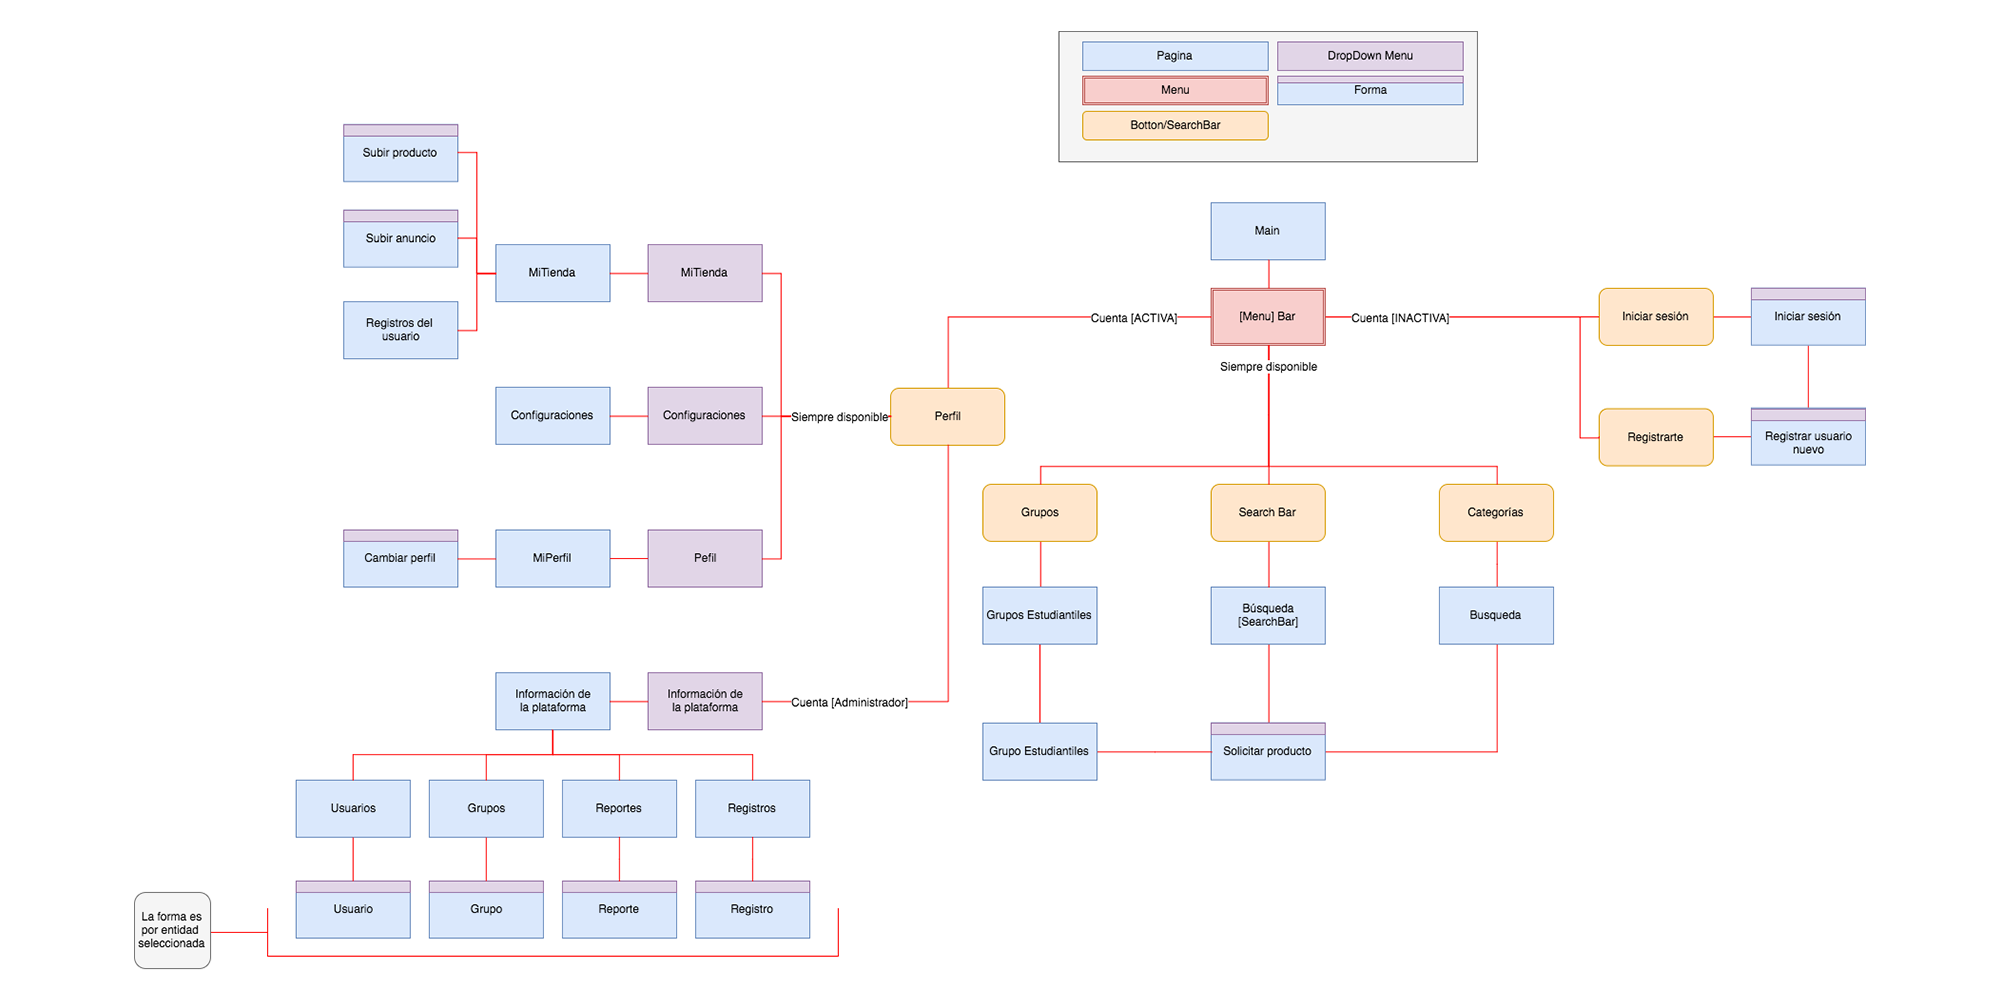 Pagina
DropDown Menu
Menu
Forma
Botton/SearchBar
Subir producto
Subir anuncio
Registros del
usuario
MiTienda
MiTienda
Configuraciones
Configuraciones
Siempre disponible
Perfil
Cambiar perfil
MiPerfil
Pefil
Main
Cuenta [ACTIVA]
[Menu] Bar
Cuenta [INACTIVA]
Siempre disponible
Iniciar sesión
Iniciar sesión
Registrarte
Registrar usuario
nuevo
Grupos
Search Bar
Categorías
Grupos Estudiantiles
Búsqueda
[SearchBar]
Busqueda
Grupo Estudiantiles
Solicitar producto
Información de
la plataforma
Información de
la plataforma
Cuenta [Administrador]
Usuarios
Grupos
Reportes
Registros
Usuario
Grupo
Reporte
Registro
La forma es
por entidad
seleccionada